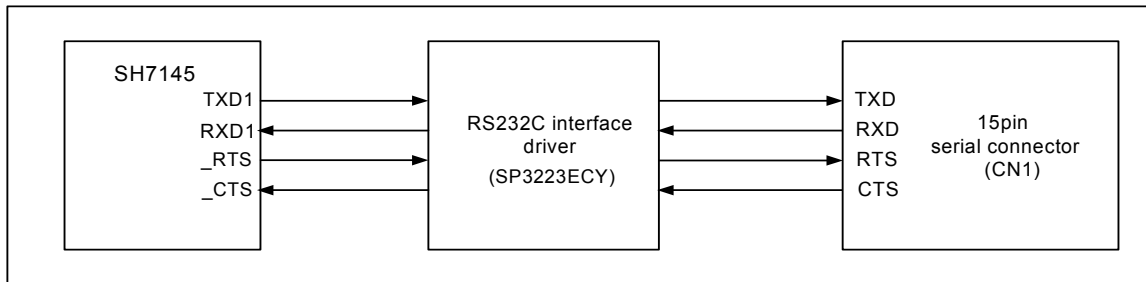 SH7145
TXD1
RXD1
_RTS
_CTS
RS232C interface
driver
(SP3223ECY)
TXD
RXD
RTS
CTS
15pin
serial connector
(CN1)